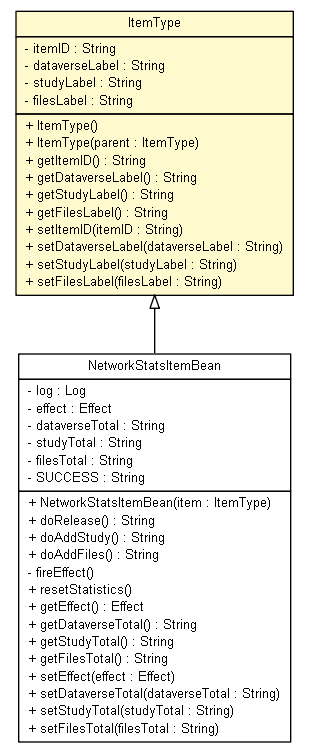 ItemType
- itemID : String
- dataverseLabel : String
- studyLabel : String
- filesLabel : String
+ ItemType()
+ ItemType(parent : ItemType)
+ getItemID() : String
+ getDataverseLabel() : String
+ getStudyLabel() : String
+ getFilesLabel() : String
+ setItemID(itemID : String)
+ setDataverseLabel(dataverseLabel : String)
+ setStudyLabel(studyLabel : String)
+ setFilesLabel(filesLabel : String)
NetworkStatsItemBean
- log : Log
- effect : Effect
- dataverseTotal : String
- studyTotal : String
- filesTotal : String
- SUCCESS : String
+ NetworkStatsItemBean(item : ItemType)
+ doRelease() : String
+ doAddStudy() : String
+ doAddFiles() : String
- fireEffect()
+ resetStatistics()
+ getEffect() : Effect
+ getDataverseTotal() : String
+ getStudyTotal() : String
+ getFilesTotal() : String
+ setEffect(effect : Effect)
+ setDataverseTotal(dataverseTotal : String)
+ setStudyTotal(studyTotal : String)
+ setFilesTotal(filesTotal : String)